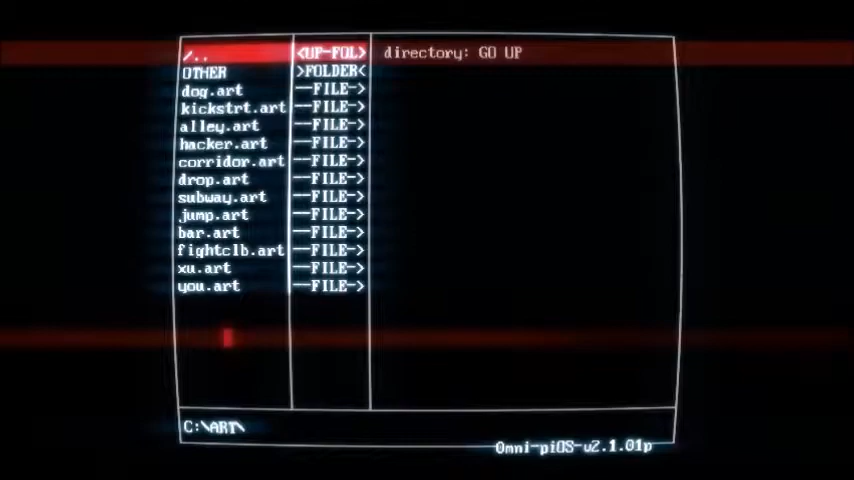 /.. <UP-FOL> directory: GO UP
OTHER >FOLDER<
dog.art --FILE->
kickstrt.art --FILE->
alley.art --FILE->
hacker.art --FILE->
corridor.art --FILE->
drop.art --FILE->
subway.art --FILE->
jump.art --FILE->
bar.art --FILE->
fightclb.art --FILE->
xu.art --FILE->
you.art --FILE->
C:\ART\
Omni-piOS-v2.1.01p